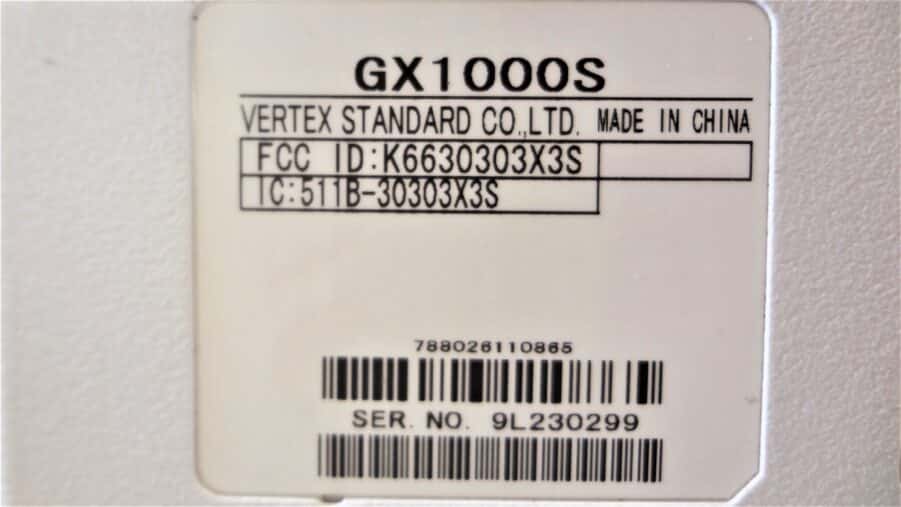 GX1000S
VERTEX STANDARD CO.,LTD. MADE IN CHINA
FCC ID:K6630303X3S
IC:511B-30303X3S
788026110865
SER. NO. 9L230299